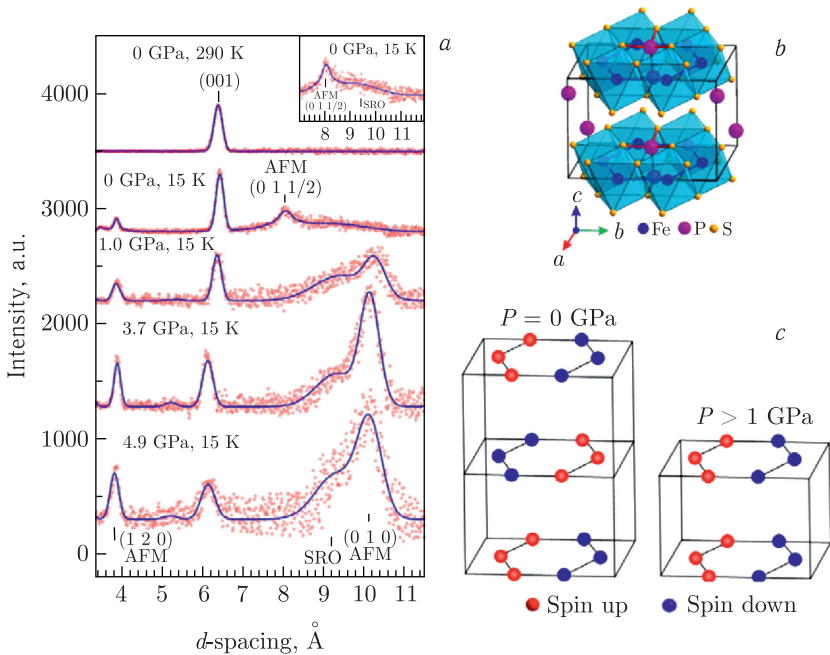 0 GPa, 290 K
(001)
0 GPa, 15 K
AFM
(0 1 1/2)
SRO
8 9 10 11
a
4000
0 GPa, 15 K
AFM
(0 1 1/2)
3000
1.0 GPa, 15 K
2000
3.7 GPa, 15 K
1000
4.9 GPa, 15 K
(1 2 0)
AFM
SRO
(0 1 0)
AFM
0
4 5 6 7 8 9 10 11
Intensity, a.u.
d-spacing, Å
b
c
b
a
Fe P S
c
P = 0 GPa
P > 1 GPa
Spin up Spin down